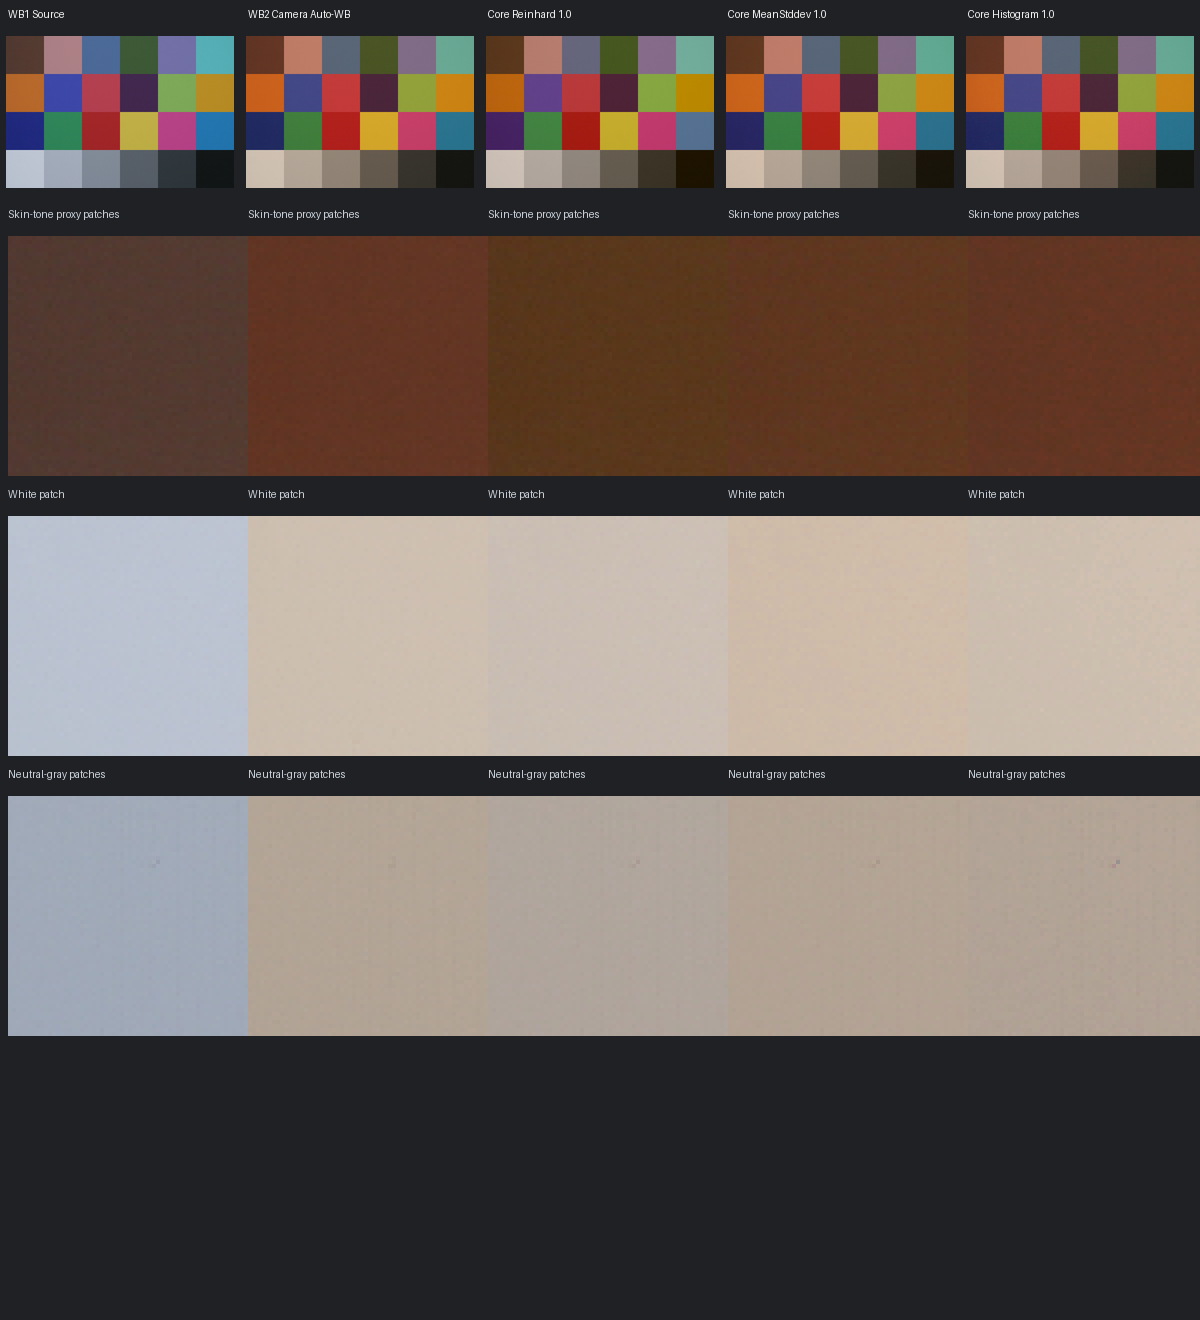 WB1 Source WB2 Camera Auto-WB Core Reinhard 1.0 Core MeanStddev 1.0 Core Histogram 1.0
Skin-tone proxy patches Skin-tone proxy patches Skin-tone proxy patches Skin-tone proxy patches Skin-tone proxy patches
White patch White patch White patch White patch White patch
Neutral-gray patches Neutral-gray patches Neutral-gray patches Neutral-gray patches Neutral-gray patches